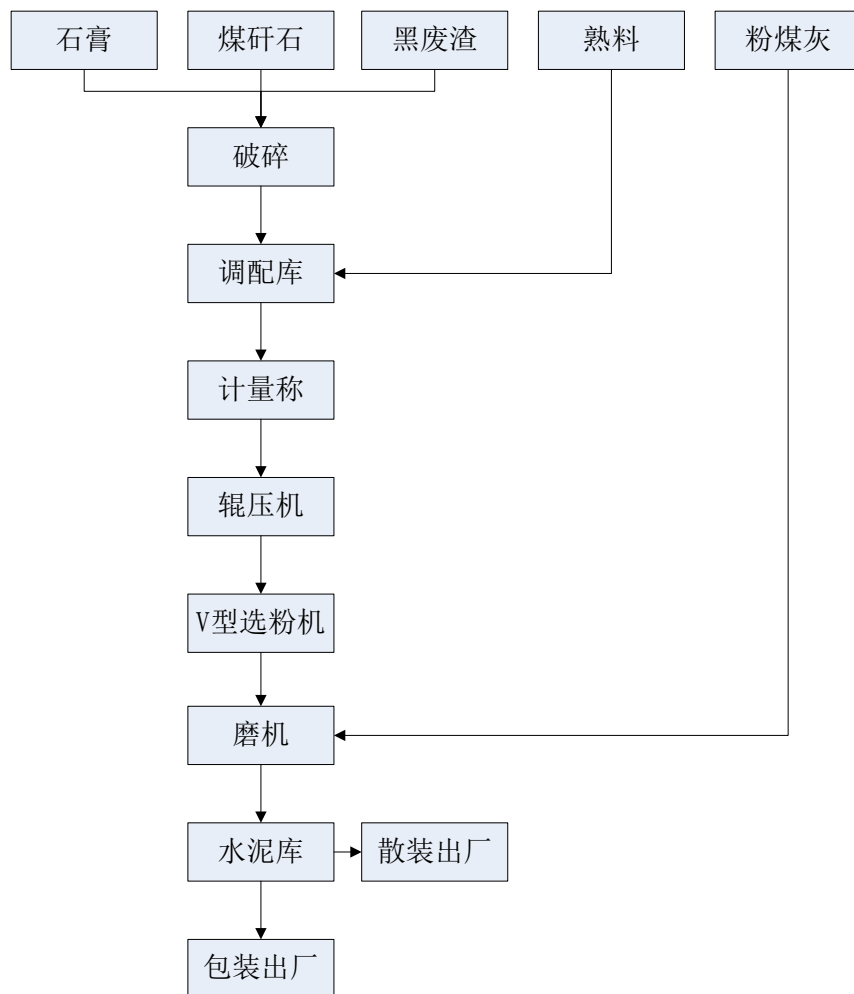 石膏
煤矸石
黑废渣
熟料
粉煤灰
破碎
调配库
计量称
辊压机
V型选粉机
磨机
水泥库
散装出厂
包装出厂